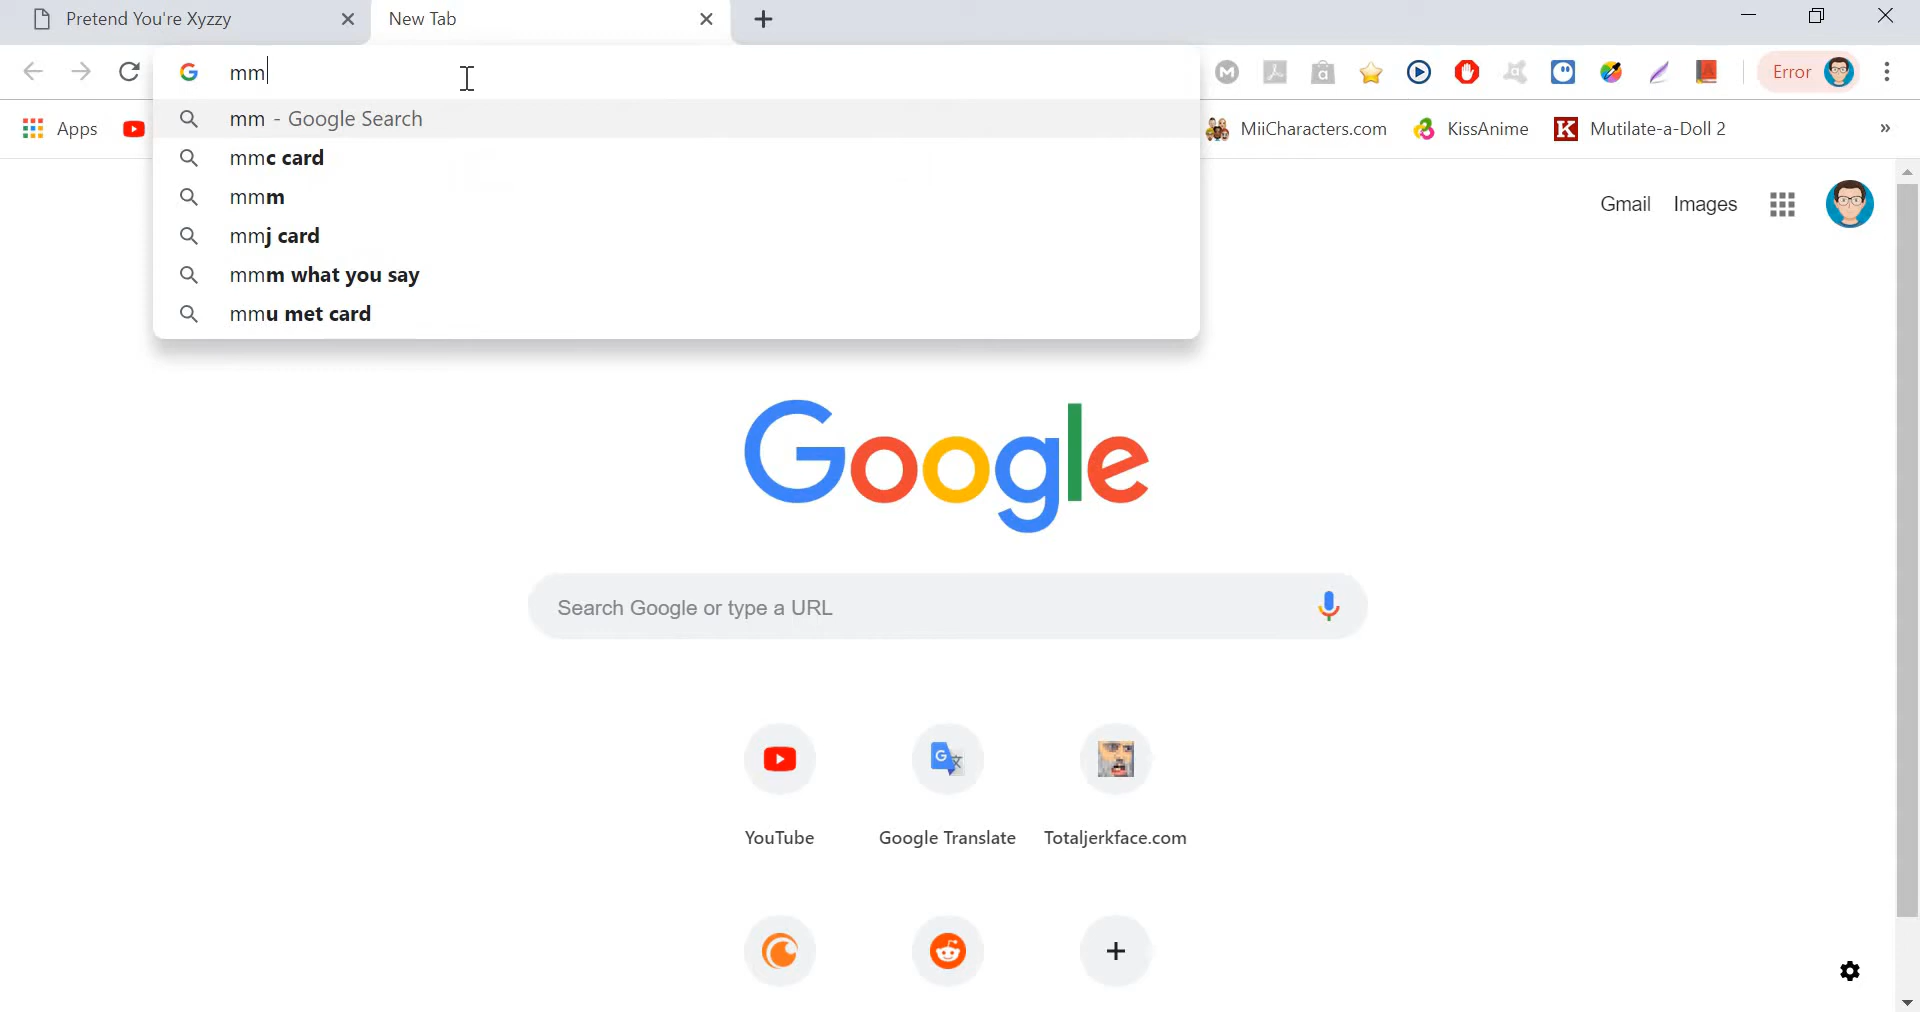 Pretend You're Xyzzy
New Tab
mm
Error
mm - Google Search
mmc card
mmm
mmj card
mmm what you say
mmu met card
Apps
MiiCharacters.com
KissAnime
Mutilate-a-Doll 2
»
Gmail
Images
Google
Search Google or type a URL
YouTube
Google Translate
Totaljerkface.com